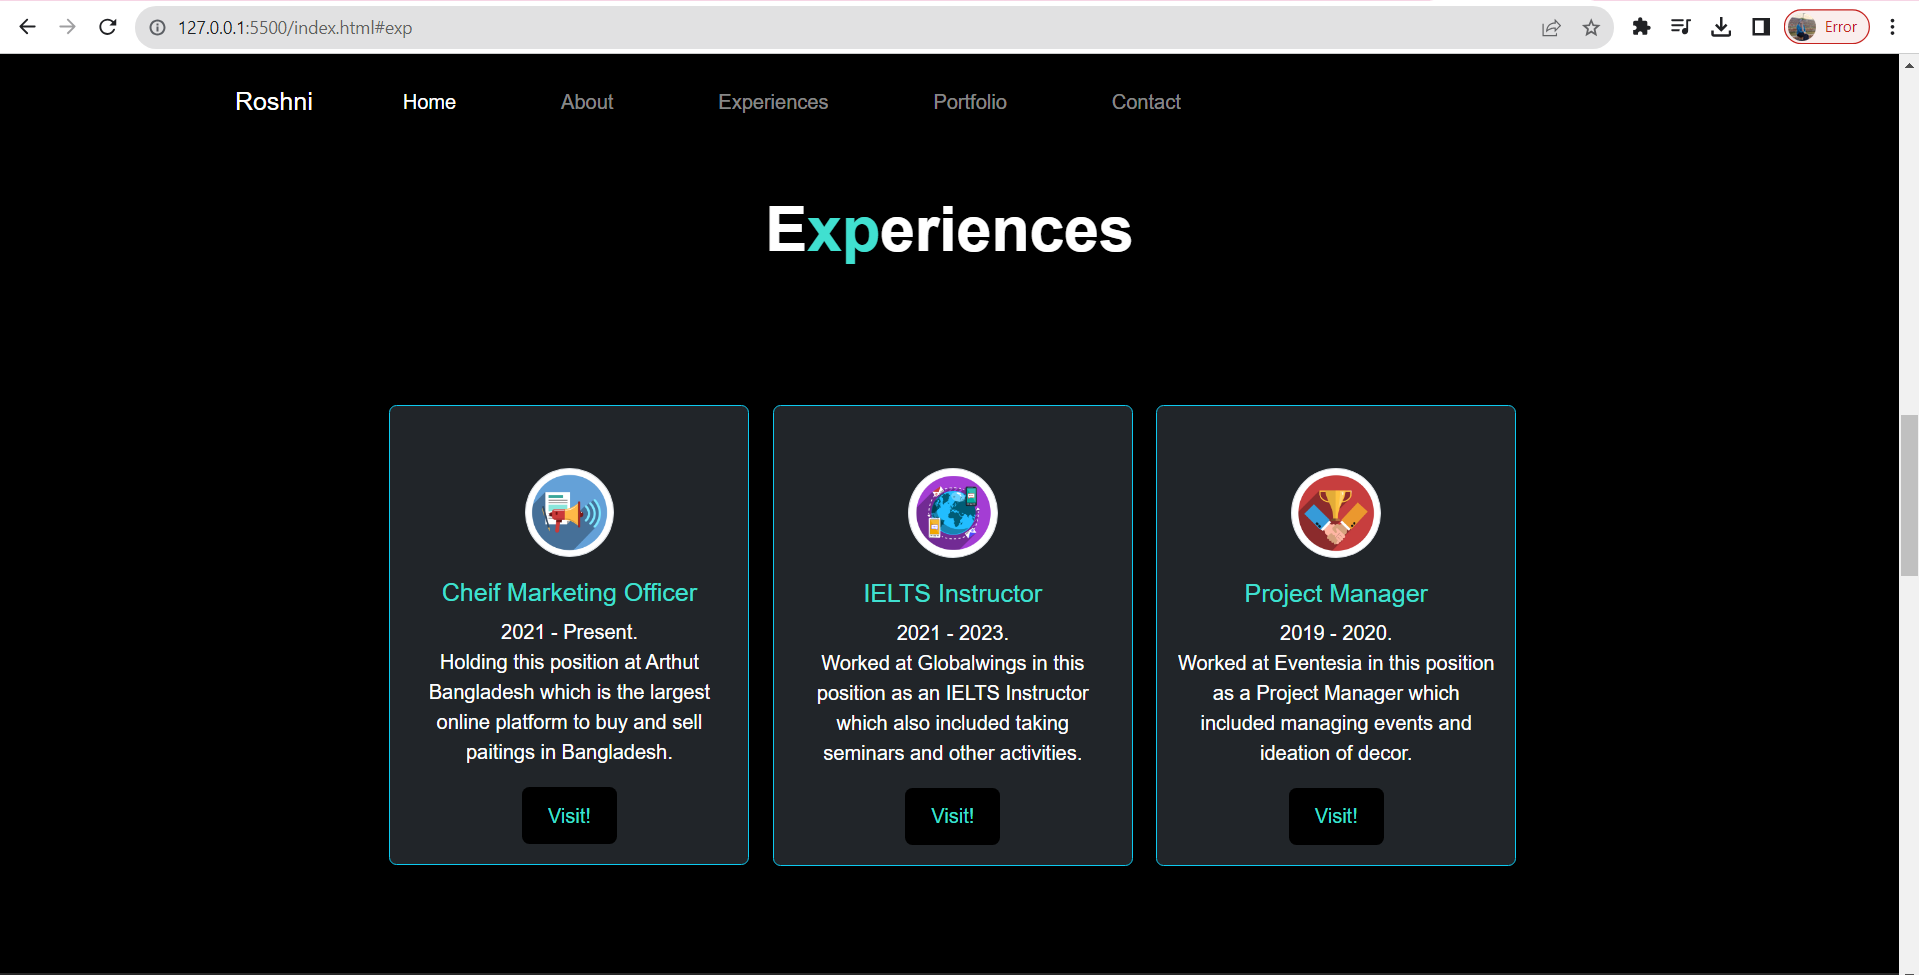 127.0.0.1:5500/index.html#exp
Error
Roshni
Home
About
Experiences
Portfolio
Contact
Experiences
Cheif Marketing Officer
2021 - Present.
Holding this position at Arthut
Bangladesh which is the largest
online platform to buy and sell
paitings in Bangladesh.
Visit!
IELTS Instructor
2021 - 2023.
Worked at Globalwings in this
position as an IELTS Instructor
which also included taking
seminars and other activities.
Visit!
Project Manager
2019 - 2020.
Worked at Eventesia in this position
as a Project Manager which
included managing events and
ideation of decor.
Visit!